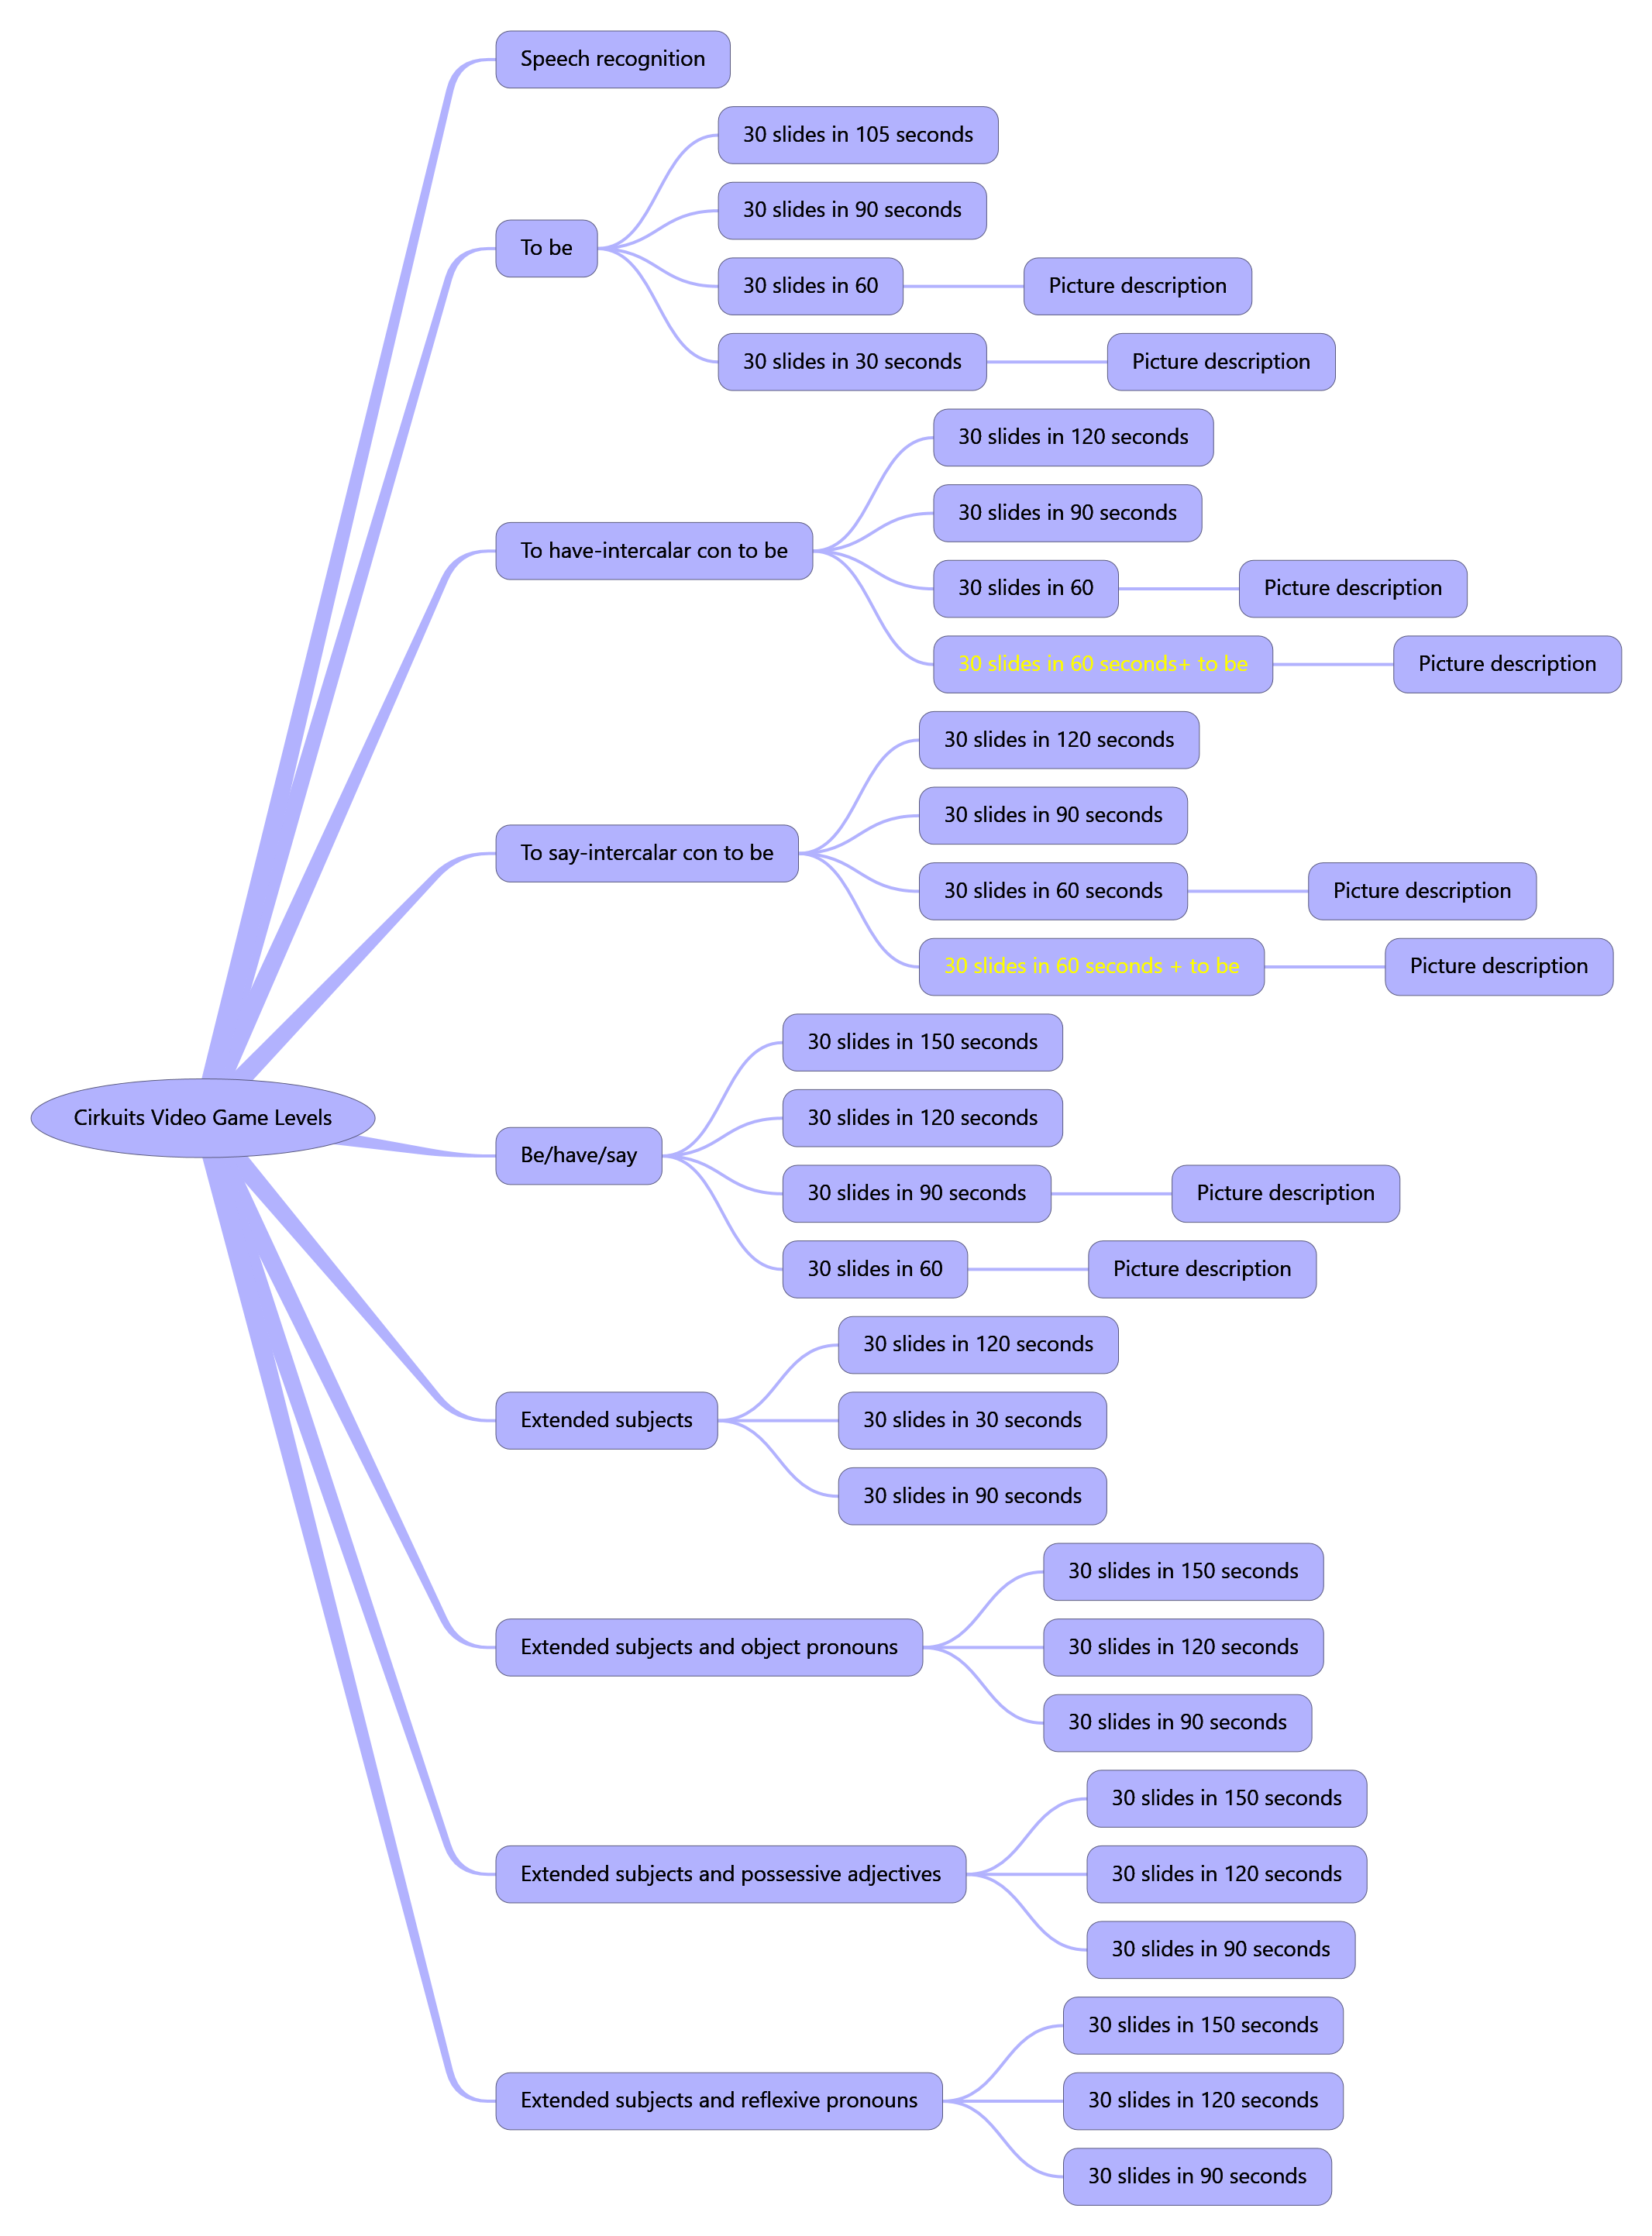 Speech recognition
30 slides in 105 seconds
30 slides in 90 seconds
To be
30 slides in 60
Picture description
30 slides in 30 seconds
Picture description
30 slides in 120 seconds
30 slides in 90 seconds
To have-intercalar con to be
30 slides in 60
Picture description
30 slides in 60 seconds+ to be
Picture description
30 slides in 120 seconds
30 slides in 90 seconds
To say-intercalar con to be
30 slides in 60 seconds
Picture description
30 slides in 60 seconds + to be
Picture description
30 slides in 150 seconds
Cirkuits Video Game Levels
30 slides in 120 seconds
Be/have/say
30 slides in 90 seconds
Picture description
30 slides in 60
Picture description
30 slides in 120 seconds
Extended subjects
30 slides in 30 seconds
30 slides in 90 seconds
30 slides in 150 seconds
Extended subjects and object pronouns
30 slides in 120 seconds
30 slides in 90 seconds
30 slides in 150 seconds
Extended subjects and possessive adjectives
30 slides in 120 seconds
30 slides in 90 seconds
30 slides in 150 seconds
Extended subjects and reflexive pronouns
30 slides in 120 seconds
30 slides in 90 seconds